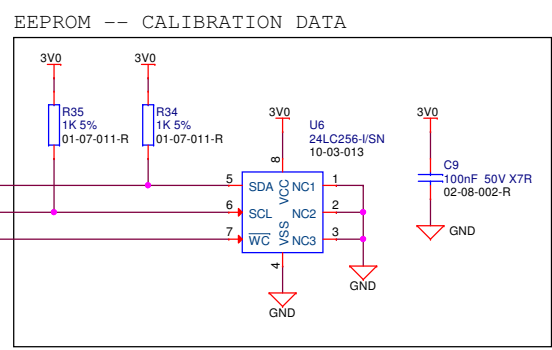 EEPROM -- CALIBRATION DATA
3V0
3V0
R35
1K 5%
01-07-011-R
R34
1K 5%
01-07-011-R
3V0
U6
24LC256-I/SN
10-03-013
3V0
C9
100nF 50V X7R
02-08-002-R
GND
8
5
SDA
VCC
NC1
1
6
SCL
NC2
2
7
WC
VSS
NC3
3
4
GND
GND